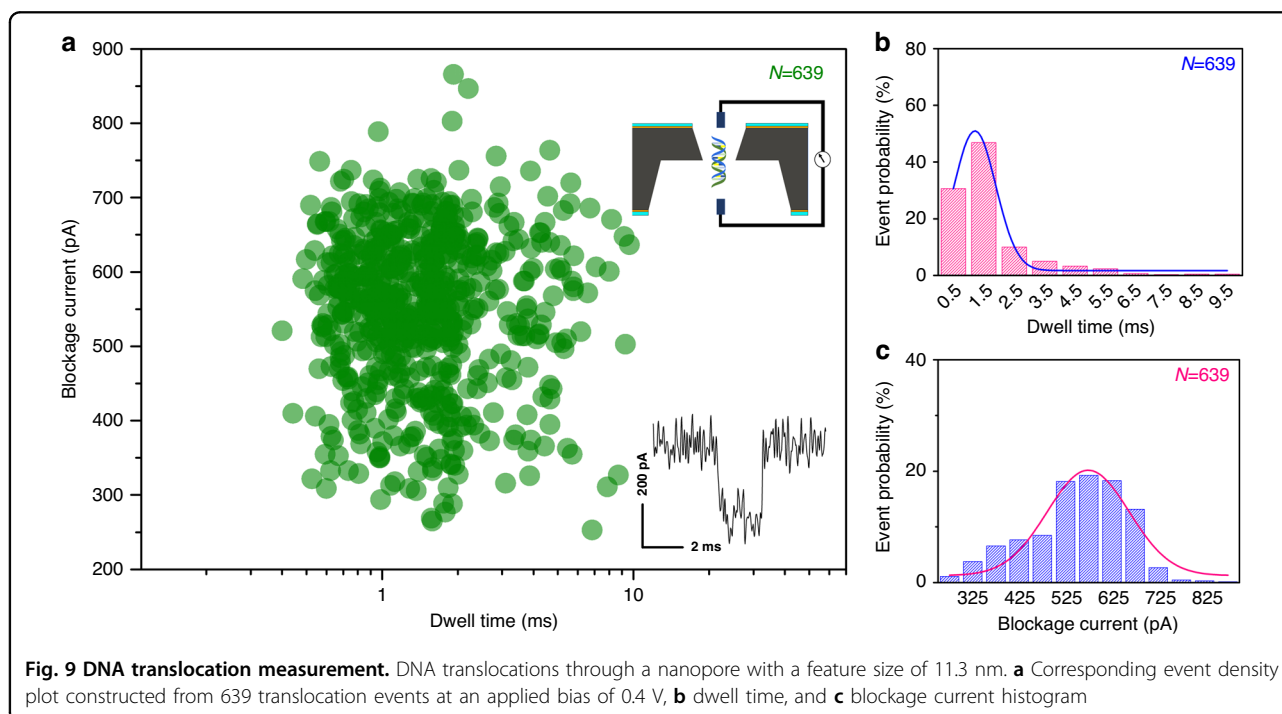 a
900
800
700
600
500
400
300
200
Blockage current (pA)
N=639
200 pA
2 ms
1
10
Dwell time (ms)
b
80
60
40
20
0
Event probability (%)
N=639
0.5
1.5
2.5
3.5
4.5
5.5
6.5
7.5
8.5
9.5
Dwell time (ms)
c
40
20
0
Event probability (%)
N=639
325
425
525
625
725
825
Blockage current (pA)
Fig. 9 DNA translocation measurement. DNA translocations through a nanopore with a feature size of 11.3 nm. a Corresponding event density
plot constructed from 639 translocation events at an applied bias of 0.4 V, b dwell time, and c blockage current histogram